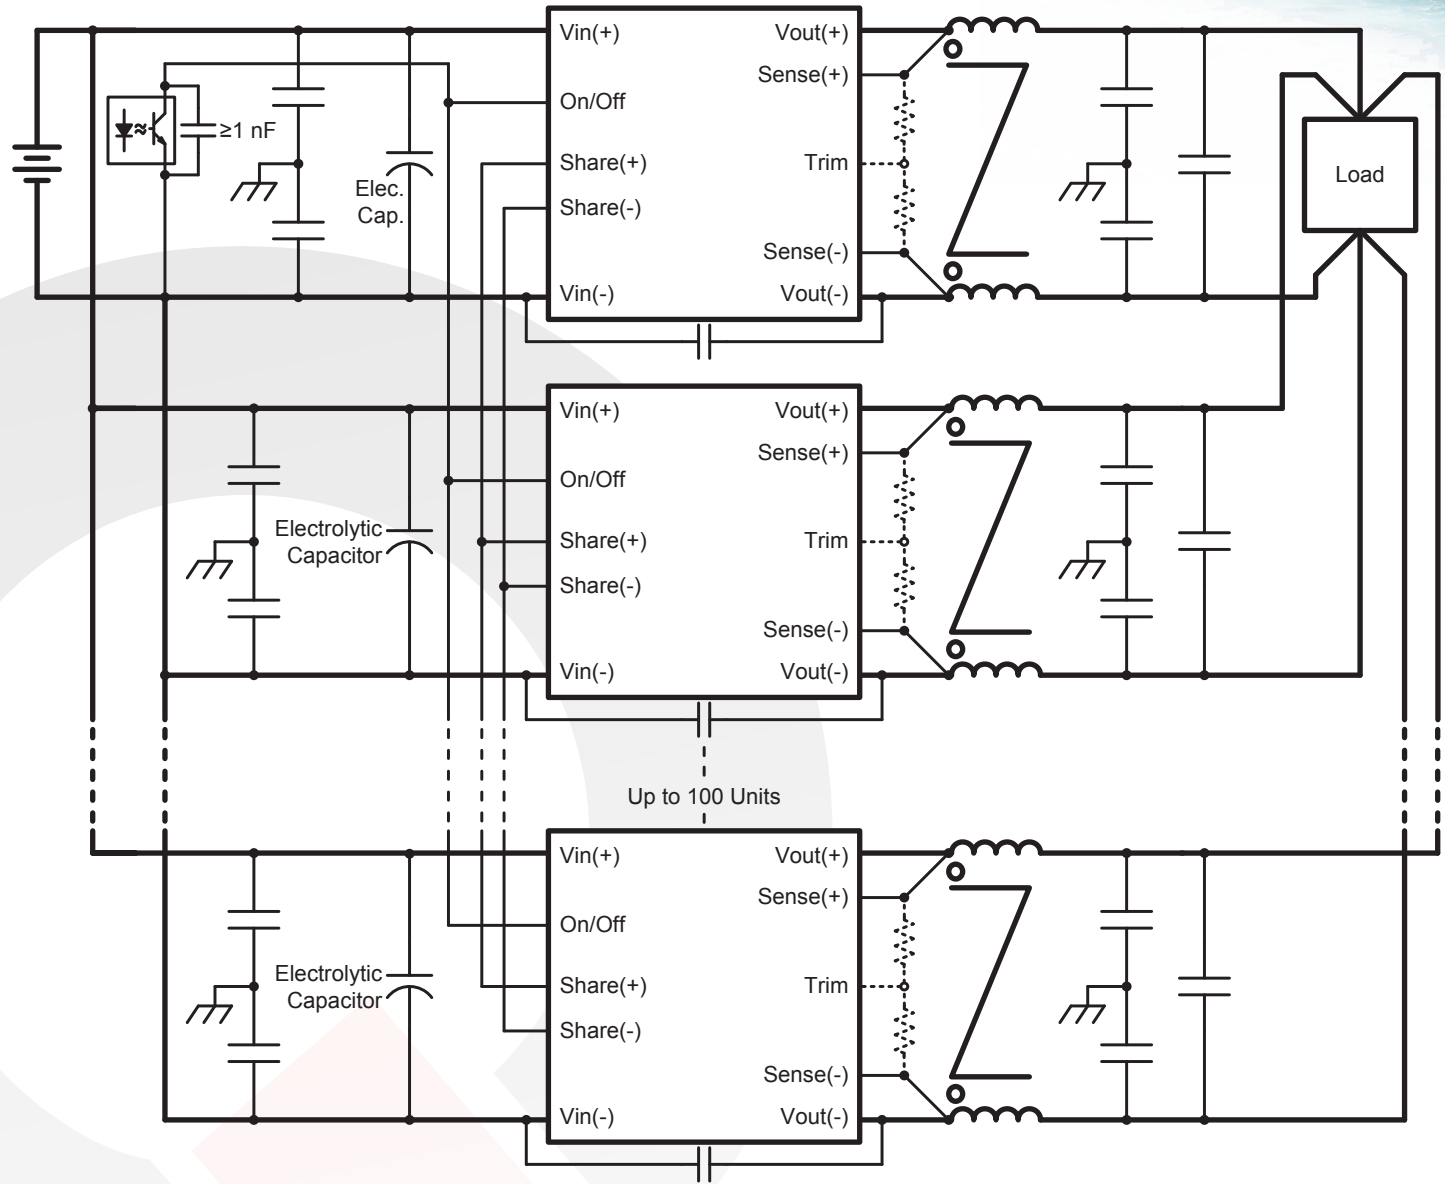 Vin(+)
Vout(+)
Sense(+)
On/Off
≥1 nF
Share(+)
Trim
Load
Elec.
Cap.
Share(-)
Sense(-)
Vin(-)
Vout(-)
Vin(+)
Vout(+)
Sense(+)
On/Off
Electrolytic
Capacitor
Share(+)
Trim
Share(-)
Sense(-)
Vin(-)
Vout(-)
Up to 100 Units
Vin(+)
Vout(+)
Sense(+)
On/Off
Electrolytic
Capacitor
Share(+)
Trim
Share(-)
Sense(-)
Vin(-)
Vout(-)